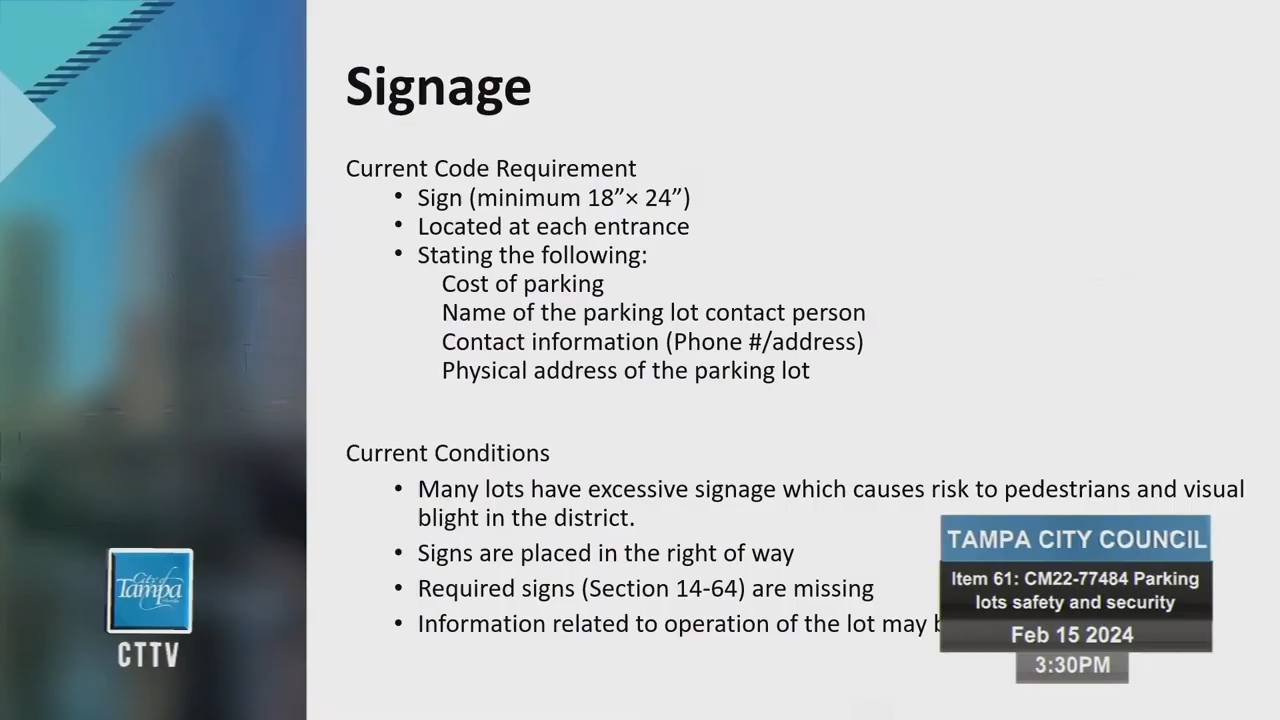 Signage
Current Code Requirement
• Sign (minimum 18”× 24”)
• Located at each entrance
• Stating the following:
Cost of parking
Name of the parking lot contact person
Contact information (Phone #/address)
Physical address of the parking lot
Current Conditions
• Many lots have excessive signage which causes risk to pedestrians and visual
blight in the district.
• Signs are placed in the right of way
• Required signs (Section 14-64) are missing
• Information related to operation of the lot may
TAMPA CITY COUNCIL
Item 61: CM22-77484 Parking
lots safety and security
Feb 15 2024
3:30PM
City of
Tampa
CTTV